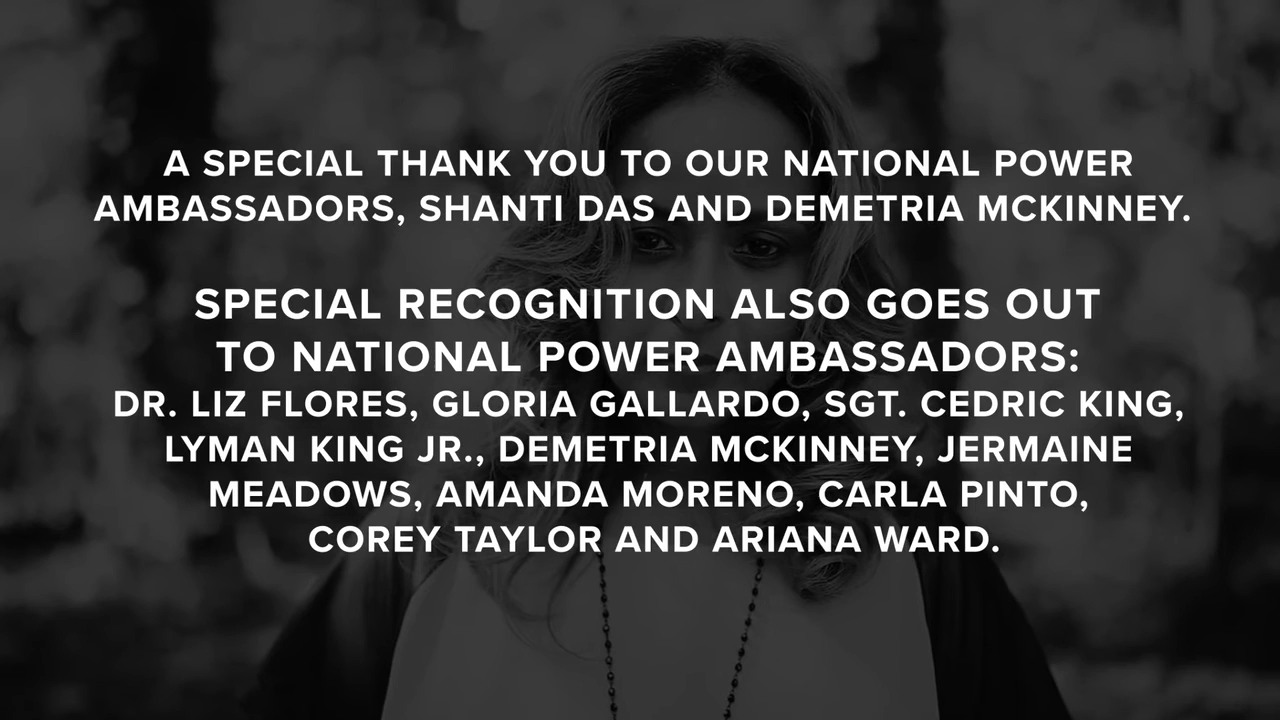 A SPECIAL THANK YOU TO OUR NATIONAL POWER
AMBASSADORS, SHANTI DAS AND DEMETRIA MCKINNEY.
SPECIAL RECOGNITION ALSO GOES OUT
TO NATIONAL POWER AMBASSADORS:
DR. LIZ FLORES, GLORIA GALLARDO, SGT. CEDRIC KING,
LYMAN KING JR., DEMETRIA MCKINNEY, JERMAINE
MEADOWS, AMANDA MORENO, CARLA PINTO,
COREY TAYLOR AND ARIANA WARD.